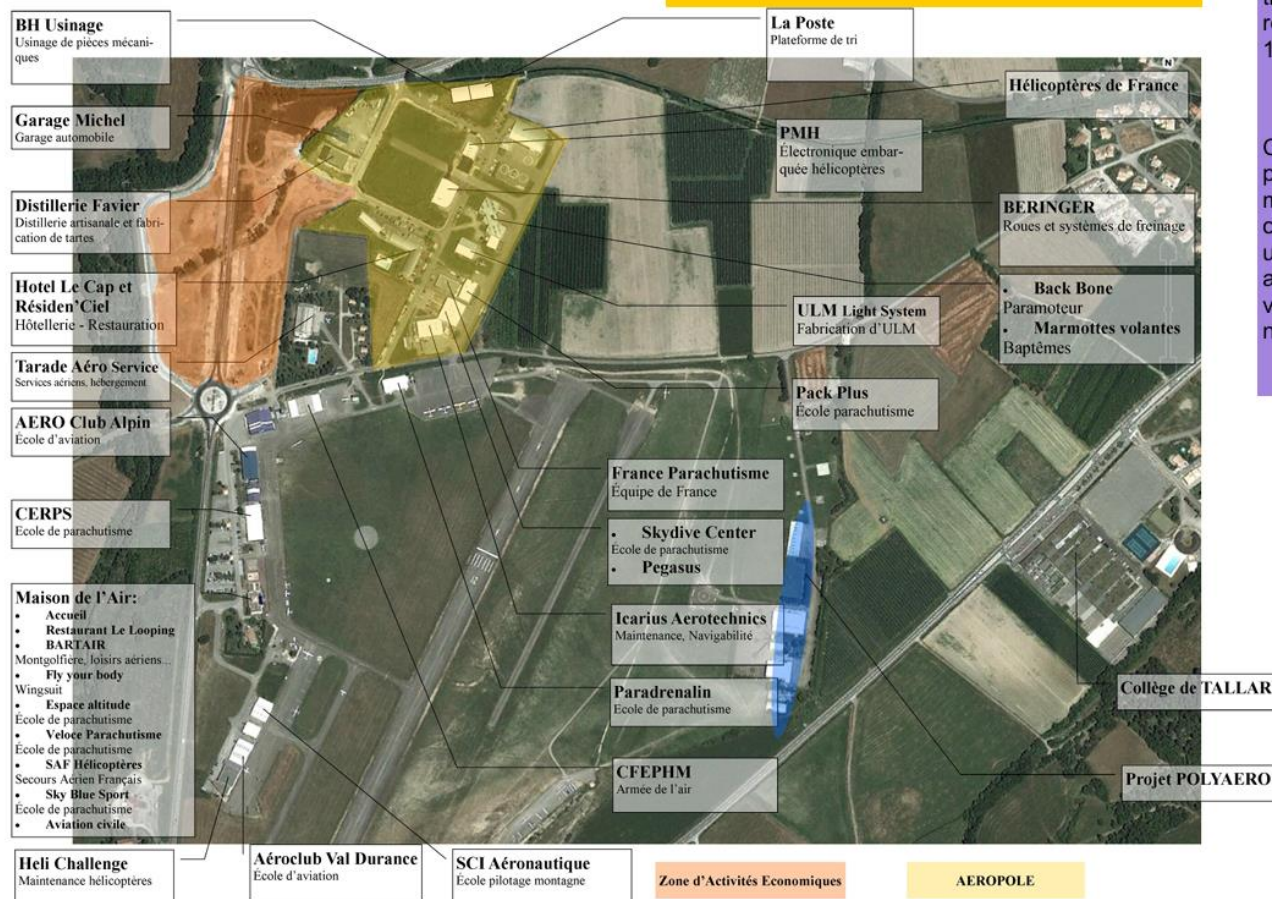 BH Usinage
Usinage de pièces mécani-
ques
La Poste
Plateforme de tri
N
Hélicoptères de France
Garage Michel
Garage automobile
PMH
Électronique embar-
quée hélicoptères
Distillerie Favier
Distillerie artisanale et fabri-
cation de tartes
BERINGER
Roues et systèmes de freinage
Hotel Le Cap et
Résiden'Ciel
Hôtellerie - Restauration
ULM Light System
Fabrication d'ULM
• Back Bone
Paramoteur
• Marmottes volantes
Baptêmes
Tarade Aéro Service
Services aériens, hébergement
Pack Plus
École parachutisme
AERO Club Alpin
École d'aviation
France Parachutisme
Équipe de France
CERPS
Ecole de parachutisme
• Skydive Center
École de parachutisme
• Pegasus
Maison de l'Air:
• Accueil
• Restaurant Le Looping
• BARTAIR
Montgolfière, loisirs aériens...
• Fly your body
Wingsuit
• Espace altitude
École de parachutisme
• Veloce Parachutisme
École de parachutisme
• SAF Hélicoptères
Secours Aérien Français
• Sky Blue Sport
École de parachutisme
• Aviation civile
Icarius Aerotechnics
Maintenance, Navigabilité
Paradrenalin
Ecole de parachutisme
Collège de TALLAR
CFEPHM
Armée de l'air
Projet POLYAERO
Heli Challenge
Maintenance hélicoptères
Aéroclub Val Durance
École d'aviation
SCI Aéronautique
École pilotage montagne
Zone d'Activités Economiques
AEROPOLE